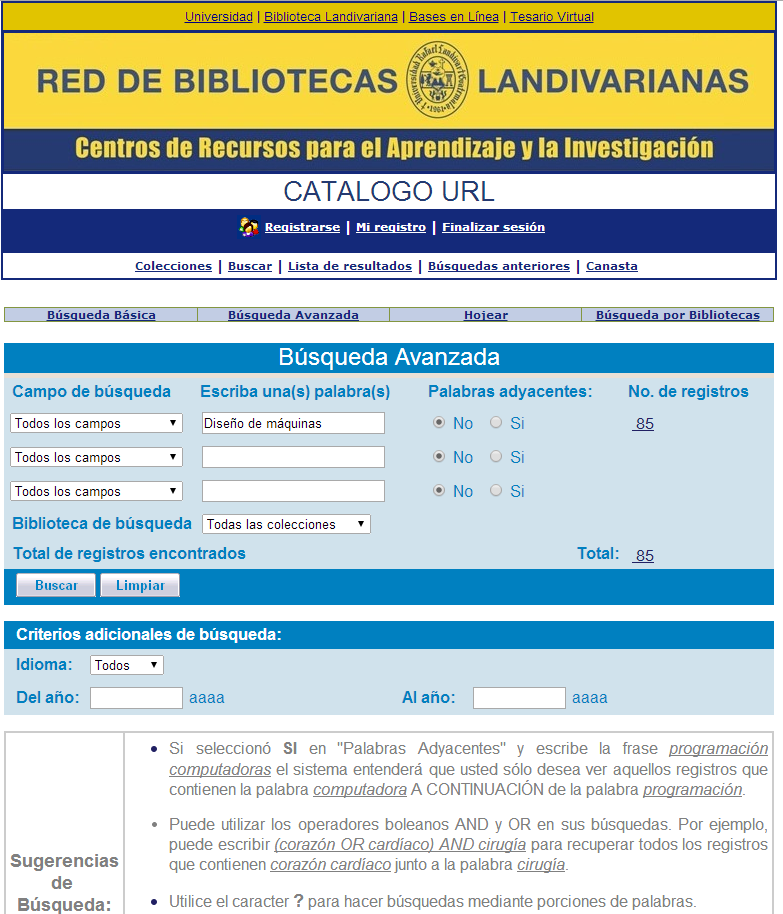 Universidad | Biblioteca Landivariana | Bases en Línea | Tesario Virtual
RED DE BIBLIOTECAS LANDIVARIANAS
Centros de Recursos para el Aprendizaje y la Investigación
CATALOGO URL
Registrarse | Mi registro | Finalizar sesión
Colecciones | Buscar | Lista de resultados | Búsquedas anteriores | Canasta
Búsqueda Básica Búsqueda Avanzada Hojear Búsqueda por Bibliotecas
Búsqueda Avanzada
Campo de búsqueda Escriba una(s) palabra(s) Palabras adyacentes: No. de registros
Todos los campos Diseño de máquinas No Si 85
Todos los campos No Si
Todos los campos No Si
Biblioteca de búsqueda Todas las colecciones
Total de registros encontrados Total: 85
Buscar Limpiar
Criterios adicionales de búsqueda:
Idioma: Todos
Del año: aaaa Al año: aaaa
Sugerencias
de
Búsqueda:
• Si seleccionó SI en "Palabras Adyacentes" y escribe la frase programación
computadoras el sistema entenderá que usted sólo desea ver aquellos registros que
contienen la palabra computadora A CONTINUACIÓN de la palabra programación.
• Puede utilizar los operadores boleanos AND y OR en sus búsquedas. Por ejemplo,
puede escribir (corazón OR cardíaco) AND cirugía para recuperar todos los registros
que contienen corazón cardíaco junto a la palabra cirugía.
• Utilice el caracter ? para hacer búsquedas mediante porciones de palabras.